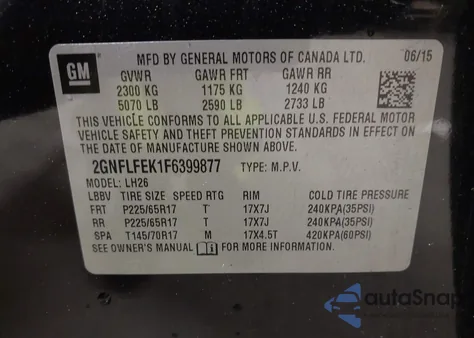 GM
MFD BY GENERAL MOTORS OF CANADA LTD. 06/15
GVWR GAWR FRT GAWR RR
2300 KG 1175 KG 1240 KG
5070 LB 2590 LB 2733 LB
THIS VEHICLE CONFORMS TO ALL APPLICABLE U.S. FEDERAL MOTOR
VEHICLE SAFETY AND THEFT PREVENTION STANDARDS IN EFFECT ON
THE DATE OF MANUFACTURE SHOWN ABOVE.
2GNFLFEK1F6399877 TYPE: M.P.V.
MODEL: LH26
LBBV TIRE SIZE SPEED RTG RIM COLD TIRE PRESSURE
FRT P225/65R17 T 17X7J 240KPA(35PSI)
RR P225/65R17 T 17X7J 240KPA(35PSI)
SPA T145/70R17 M 17X4.5T 420KPA(60PSI)
SEE OWNER'S MANUAL FOR MORE INFORMATION.
autaSnap